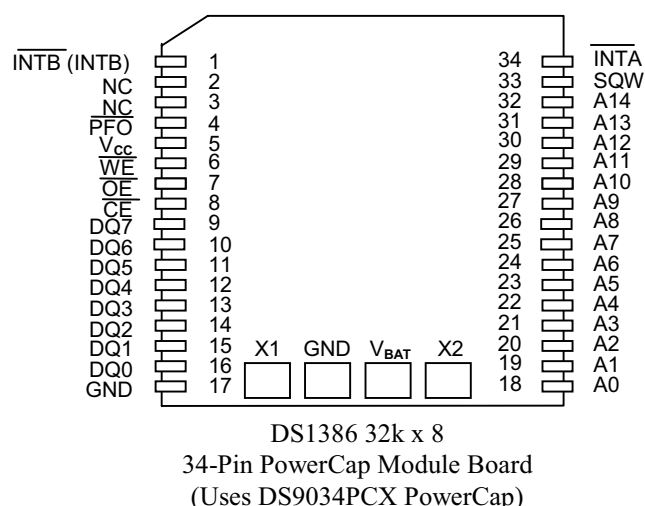 INTB (INTB) 1 34 INTA
NC 2 33 SQW
NC 3 32 A14
PFO 4 31 A13
Vcc 5 30 A12
WE 6 29 A11
OE 7 28 A10
CE 8 27 A9
DQ7 9 26 A8
DQ6 10 25 A7
DQ5 11 24 A6
DQ4 12 23 A5
DQ3 13 22 A4
DQ2 14 21 A3
DQ1 15 X1 GND VBAT X2 20 A2
DQ0 16 19 A1
GND 17 18 A0
DS1386 32k x 8
34-Pin PowerCap Module Board
(Uses DS9034PCX PowerCap)